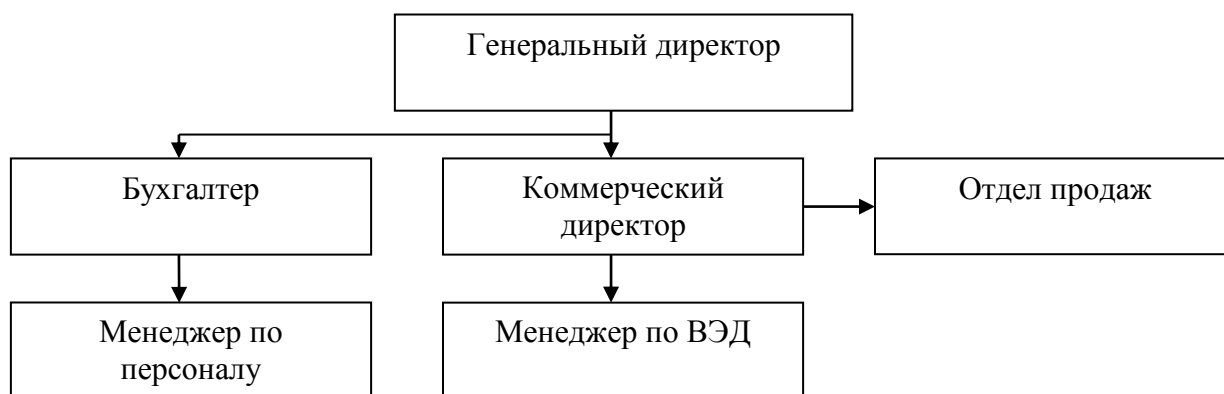 Генеральный директор
Бухгалтер
Коммерческий
директор
Отдел продаж
Менеджер по
персоналу
Менеджер по ВЭД